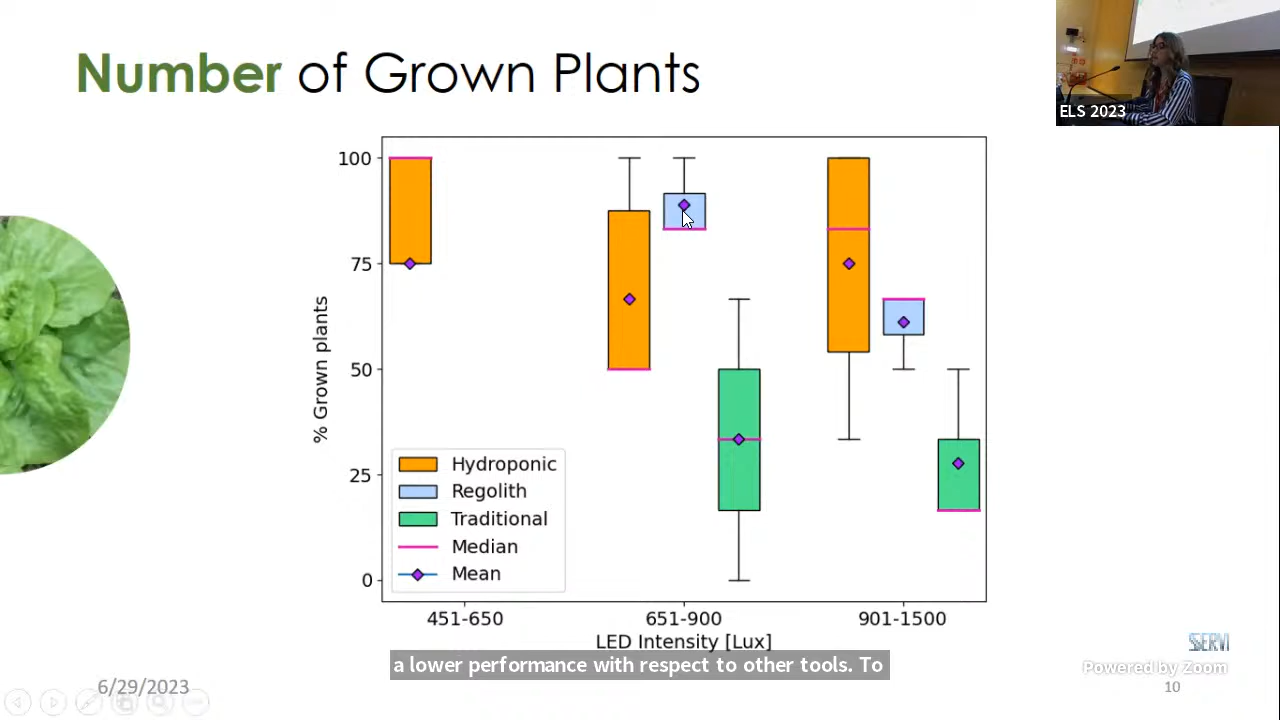 Number of Grown Plants
ELS 2023
100
75
50
25
0
% Grown plants
Hydroponic
Regolith
Traditional
Median
Mean
451-650
651-900
901-1500
LED Intensity [Lux]
a lower performance with respect to other tools. To
SERVI
Powered by Zoom
6/29/2023
10